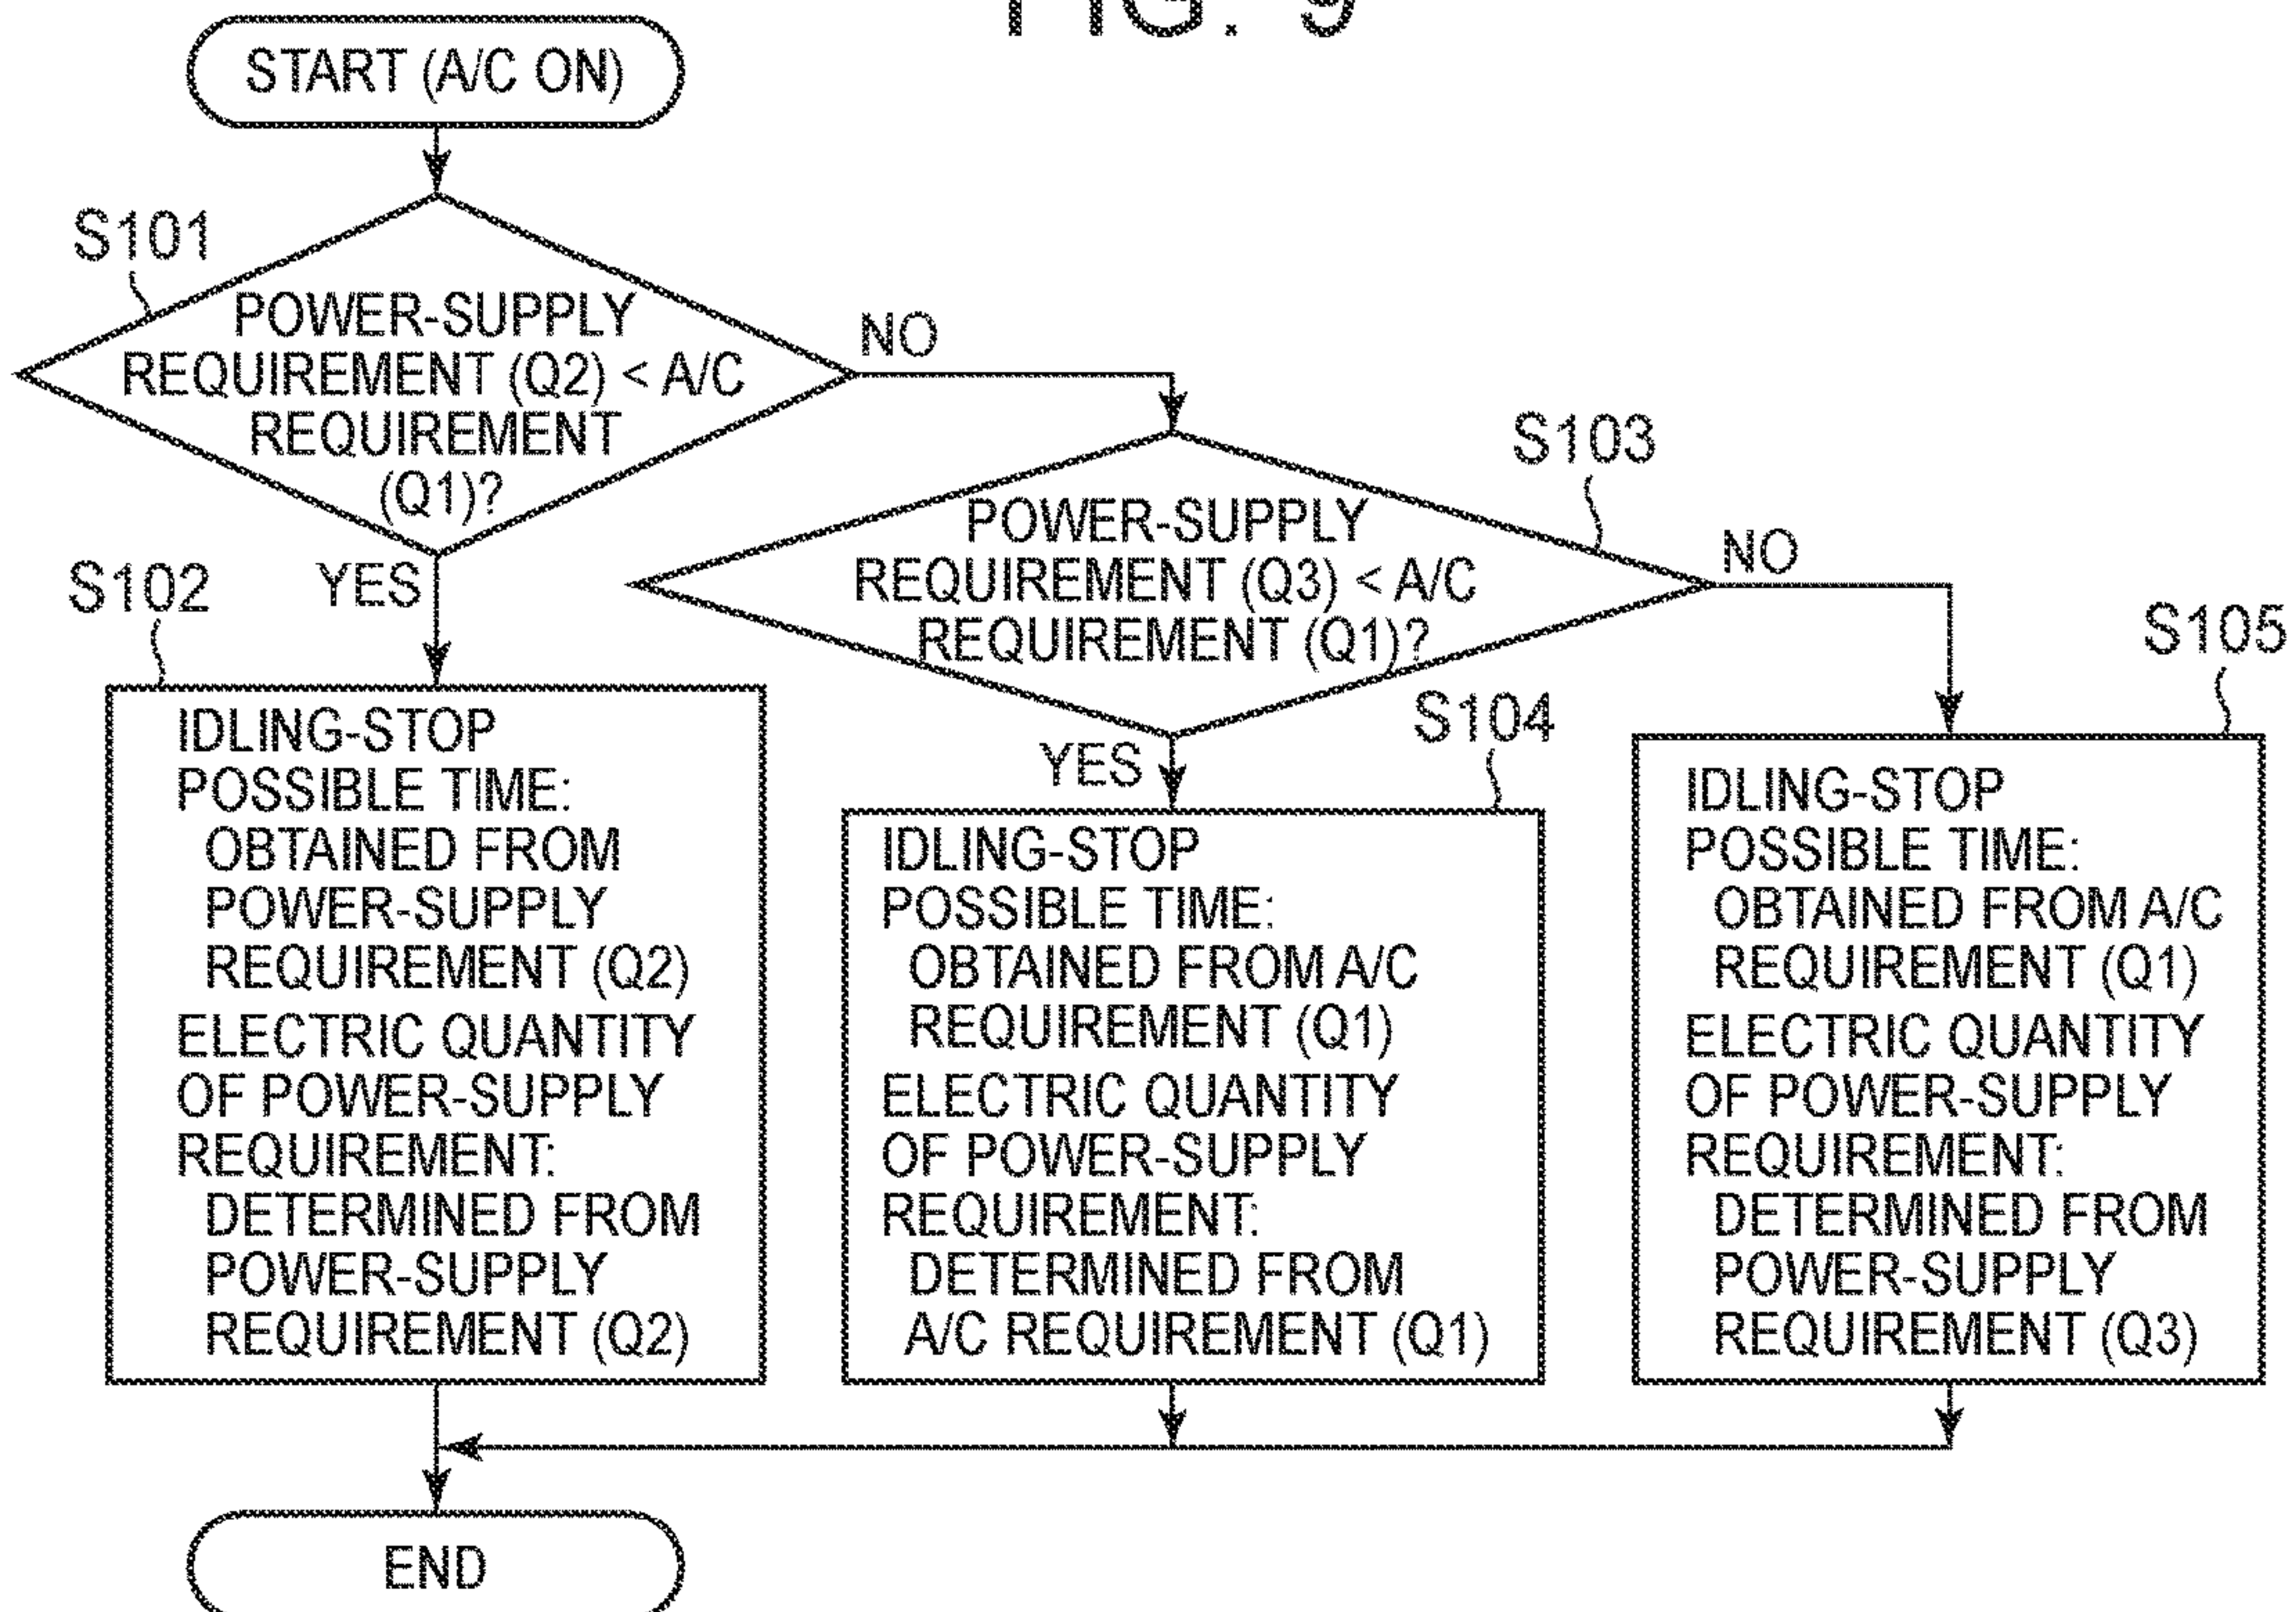 FIG. 9
START (A/C ON)
S101
POWER-SUPPLY
REQUIREMENT (Q2) < A/C
REQUIREMENT
(Q1)?
NO
YES
S103
POWER-SUPPLY
REQUIREMENT (Q3) < A/C
REQUIREMENT (Q1)?
NO
YES
S102
IDLING-STOP
POSSIBLE TIME:
OBTAINED FROM
POWER-SUPPLY
REQUIREMENT (Q2)
ELECTRIC QUANTITY
OF POWER-SUPPLY
REQUIREMENT:
DETERMINED FROM
POWER-SUPPLY
REQUIREMENT (Q2)
S104
IDLING-STOP
POSSIBLE TIME:
OBTAINED FROM A/C
REQUIREMENT (Q1)
ELECTRIC QUANTITY
OF POWER-SUPPLY
REQUIREMENT:
DETERMINED FROM
A/C REQUIREMENT (Q1)
S105
IDLING-STOP
POSSIBLE TIME:
OBTAINED FROM A/C
REQUIREMENT (Q1)
ELECTRIC QUANTITY
OF POWER-SUPPLY
REQUIREMENT:
DETERMINED FROM
POWER-SUPPLY
REQUIREMENT (Q3)
END